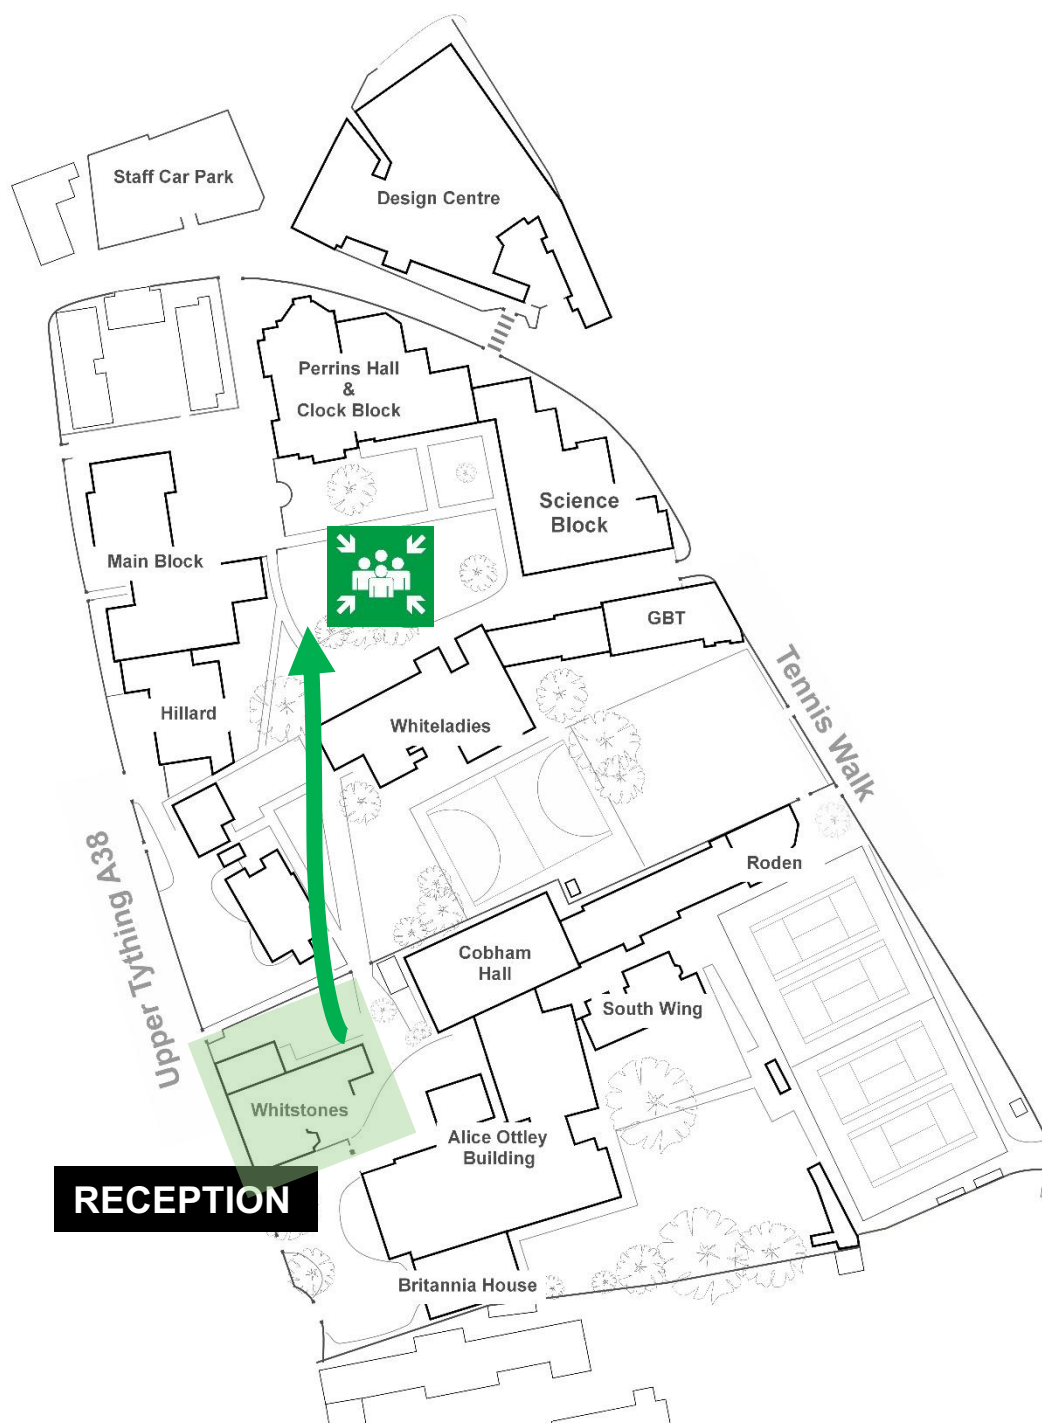 Staff Car Park
Design Centre
Perrins Hall
&
Clock Block
Science
Block
Main Block
GBT
Hillard
Whiteladies
Tennis Walk
Upper Tything A38
Roden
Cobham
Hall
South Wing
Whitstones
Alice Ottley
Building
RECEPTION
Britannia House